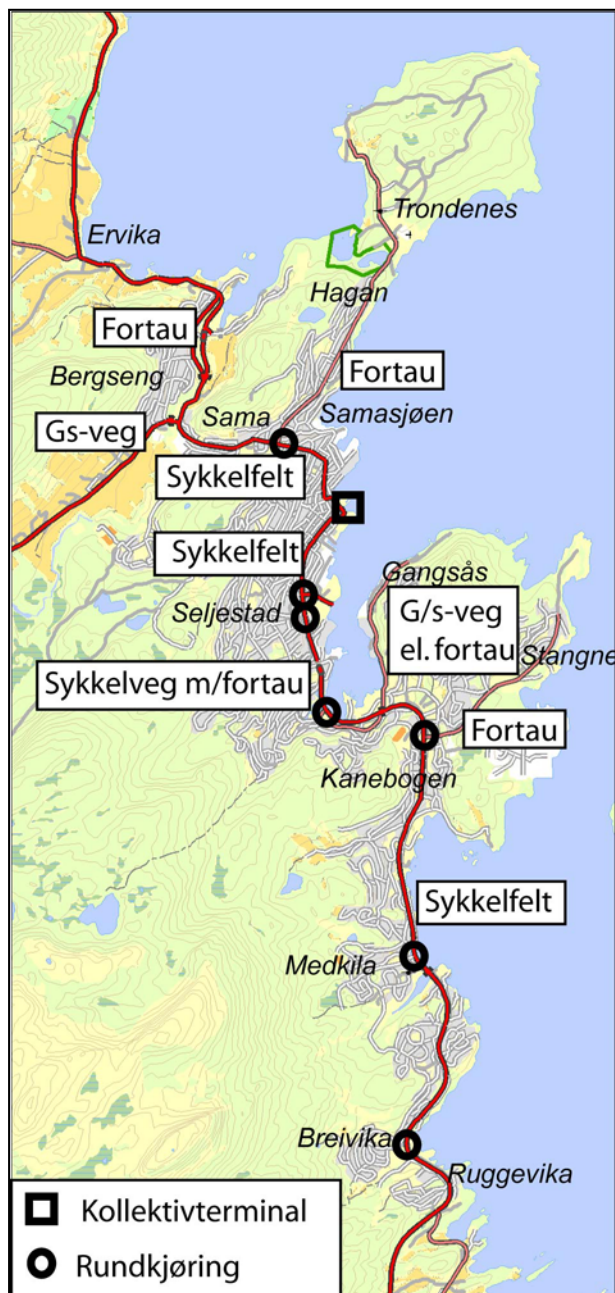 Trondenes
Ervika
Hagan
Fortau
Bergseng
Fortau
Sama
Samasjøen
Gs-veg
Sykkelfelt
Sykkelfelt
Gangsås
Seljestad
G/s-veg
el. fortau
Stangne
Sykkelveg m/fortau
Fortau
Kanebogen
Sykkelfelt
Medkila
Breivika
Ruggevika
Kollektivterminal
Rundkjøring